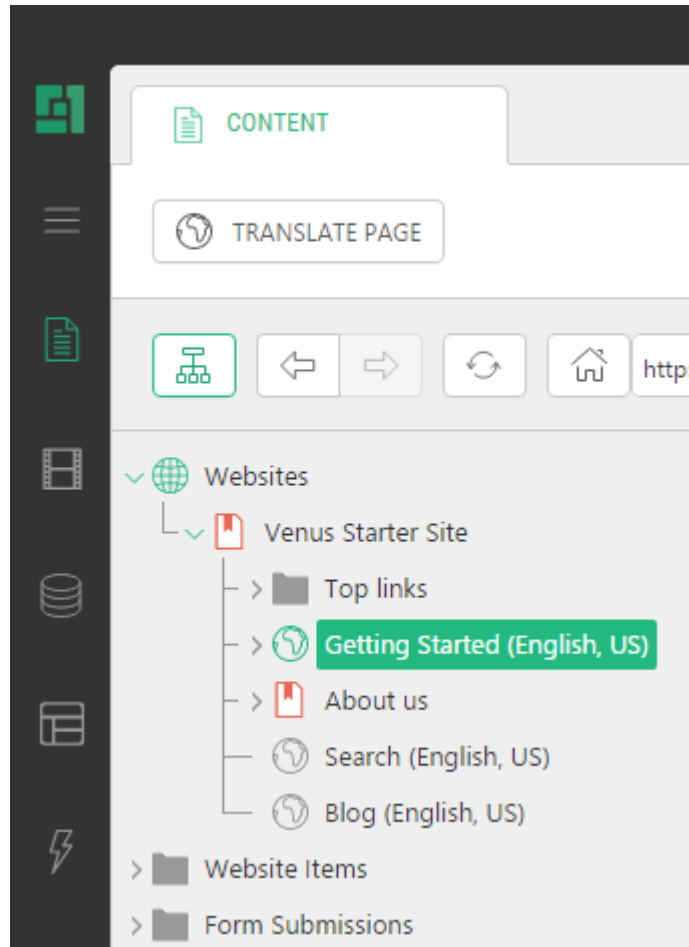 CONTENT
TRANSLATE PAGE
http:
Websites
Venus Starter Site
Top links
Getting Started (English, US)
About us
Search (English, US)
Blog (English, US)
Website Items
Form Submissions